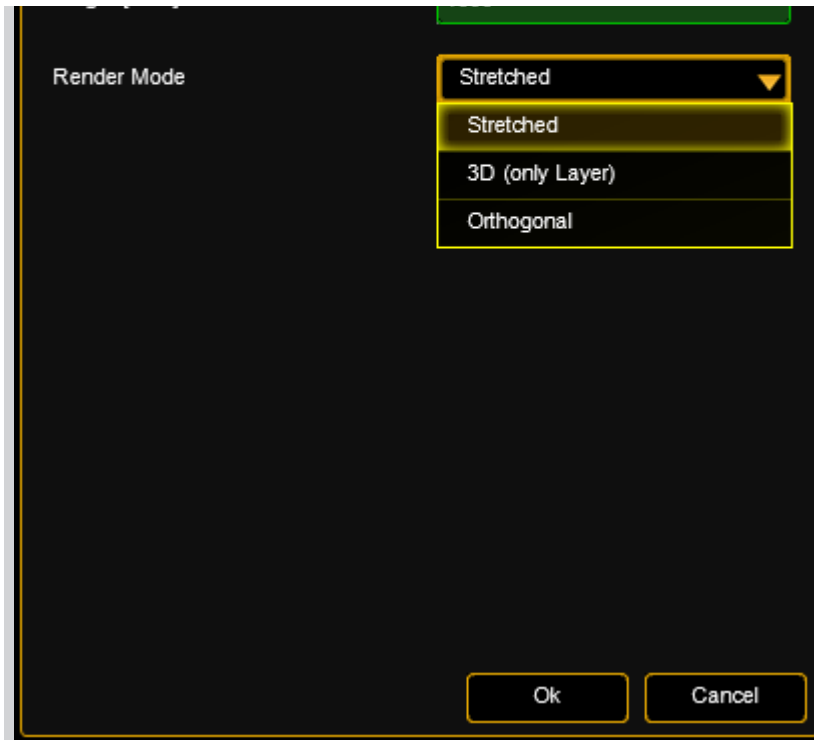 Render Mode
Stretched
Stretched
3D (only Layer)
Orthogonal
Ok
Cancel